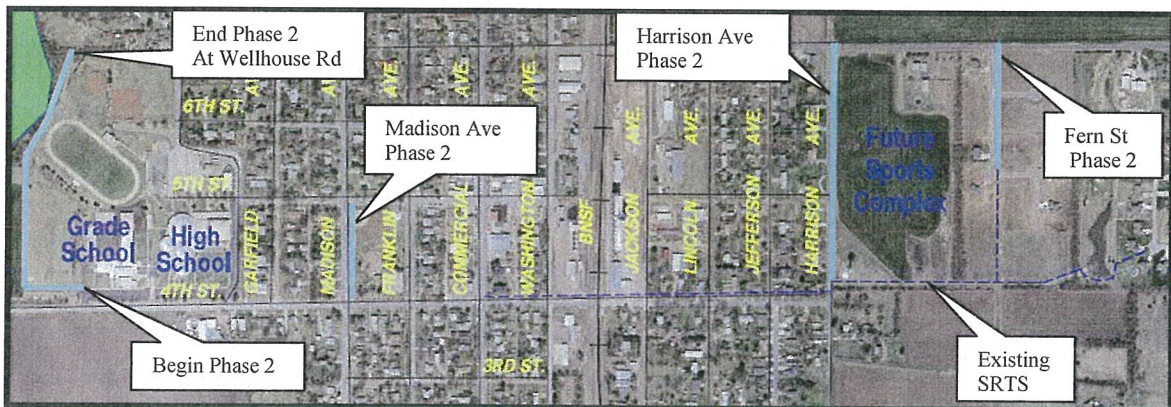 End Phase 2
At Wellhouse Rd
Madison Ave
Phase 2
Harrison Ave
Phase 2
Fern St
Phase 2
Begin Phase 2
Existing
SRTS
Grade
School
High
School
Future
Sports
Complex
6TH ST.
5TH ST.
4TH ST.
3RD ST.
GARFIELD
MADISON
FRANKLIN AVE.
COMMERCIAL AVE.
WASHINGTON AVE.
BNSF
JACKSON AVE.
LINCOLN AVE.
JEFFERSON AVE.
HARRISON AVE.